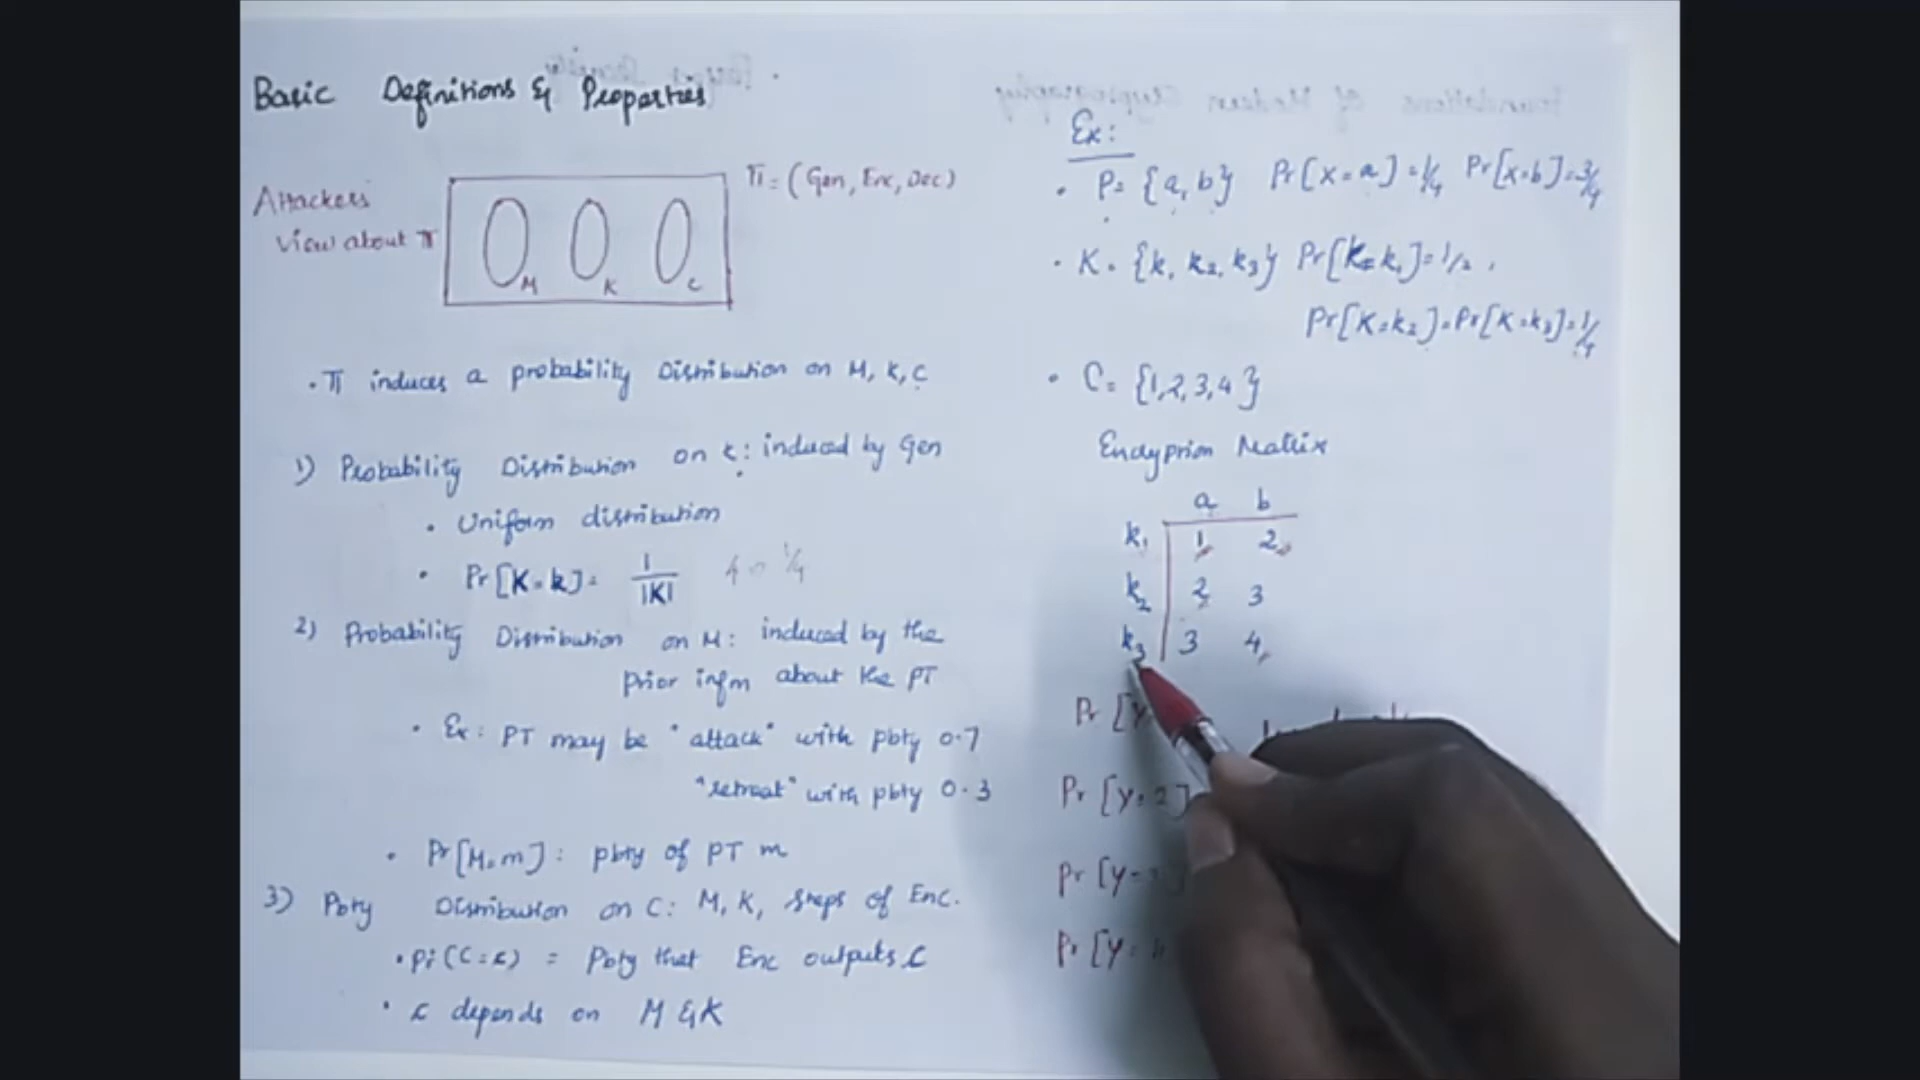 Basic Definitions & Properties
Attackers
view about π
M K C
π = (Gen, Enc, Dec)
• π induces a probability Distribution on M, K, C
1) Probability Distribution on K: induced by Gen
• Uniform distribution
• Pr[K=k] = 1/|K| 1/4
2) Probability Distribution on M: induced by the
prior infm about the PT
• Ex: PT may be "attack" with pbty 0.7
"retreat" with pbty 0.3
• Pr[M=m]: pbty of PT m
3) Pbty Distribution on C: M, K, steps of Enc.
• Pr(C=c) = Pbty that Enc outputs C
• C depends on M & K
Ex:
• P = {a, b} Pr[x=a] = 1/4 Pr[x=b] = 3/4
• K = {k1 k2, k3} Pr[K=k1] = 1/2,
Pr[K=k2] = Pr[K=k3] = 1/4
• C = {1,2,3,4}
Encryprion Matrix
a b
k1 1 2
k2 2 3
k3 3 4
Pr [y
Pr [y=2]
Pr [y=
Pr [y=